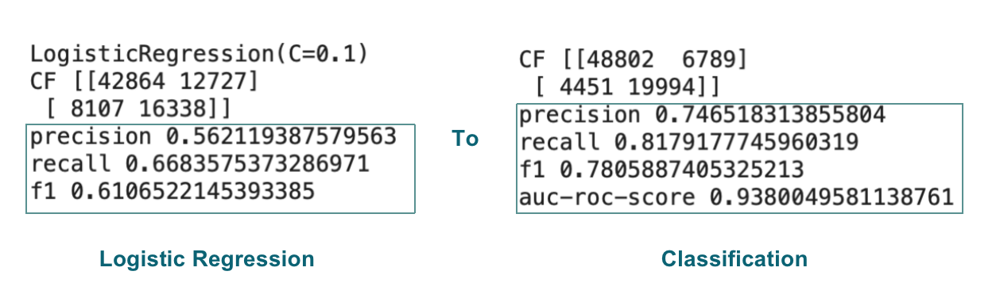 LogisticRegression(C=0.1)
CF [[42864 12727]
[ 8107 16338]]
precision 0.562119387579563
recall 0.6683575373286971
f1 0.6106522145393385
Logistic Regression
To
CF [[48802  6789]
[ 4451 19994]]
precision 0.746518313855804
recall 0.8179177745960319
f1 0.7805887405325213
auc-roc-score 0.9380049581138761
Classification